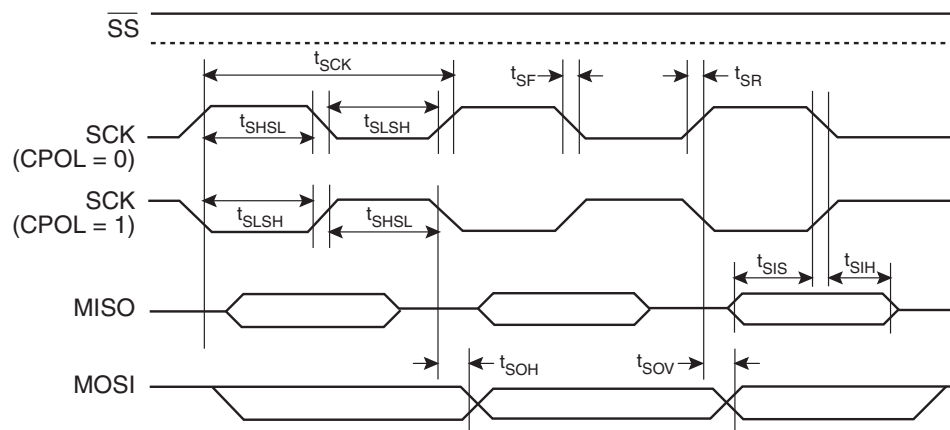 SS
tSCK
tSF
tSR
SCK
(CPOL = 0)
tSHSL
tSLSH
SCK
(CPOL = 1)
tSLSH
tSHSL
tSIS
tSIH
MISO
tSOH
tSOV
MOSI